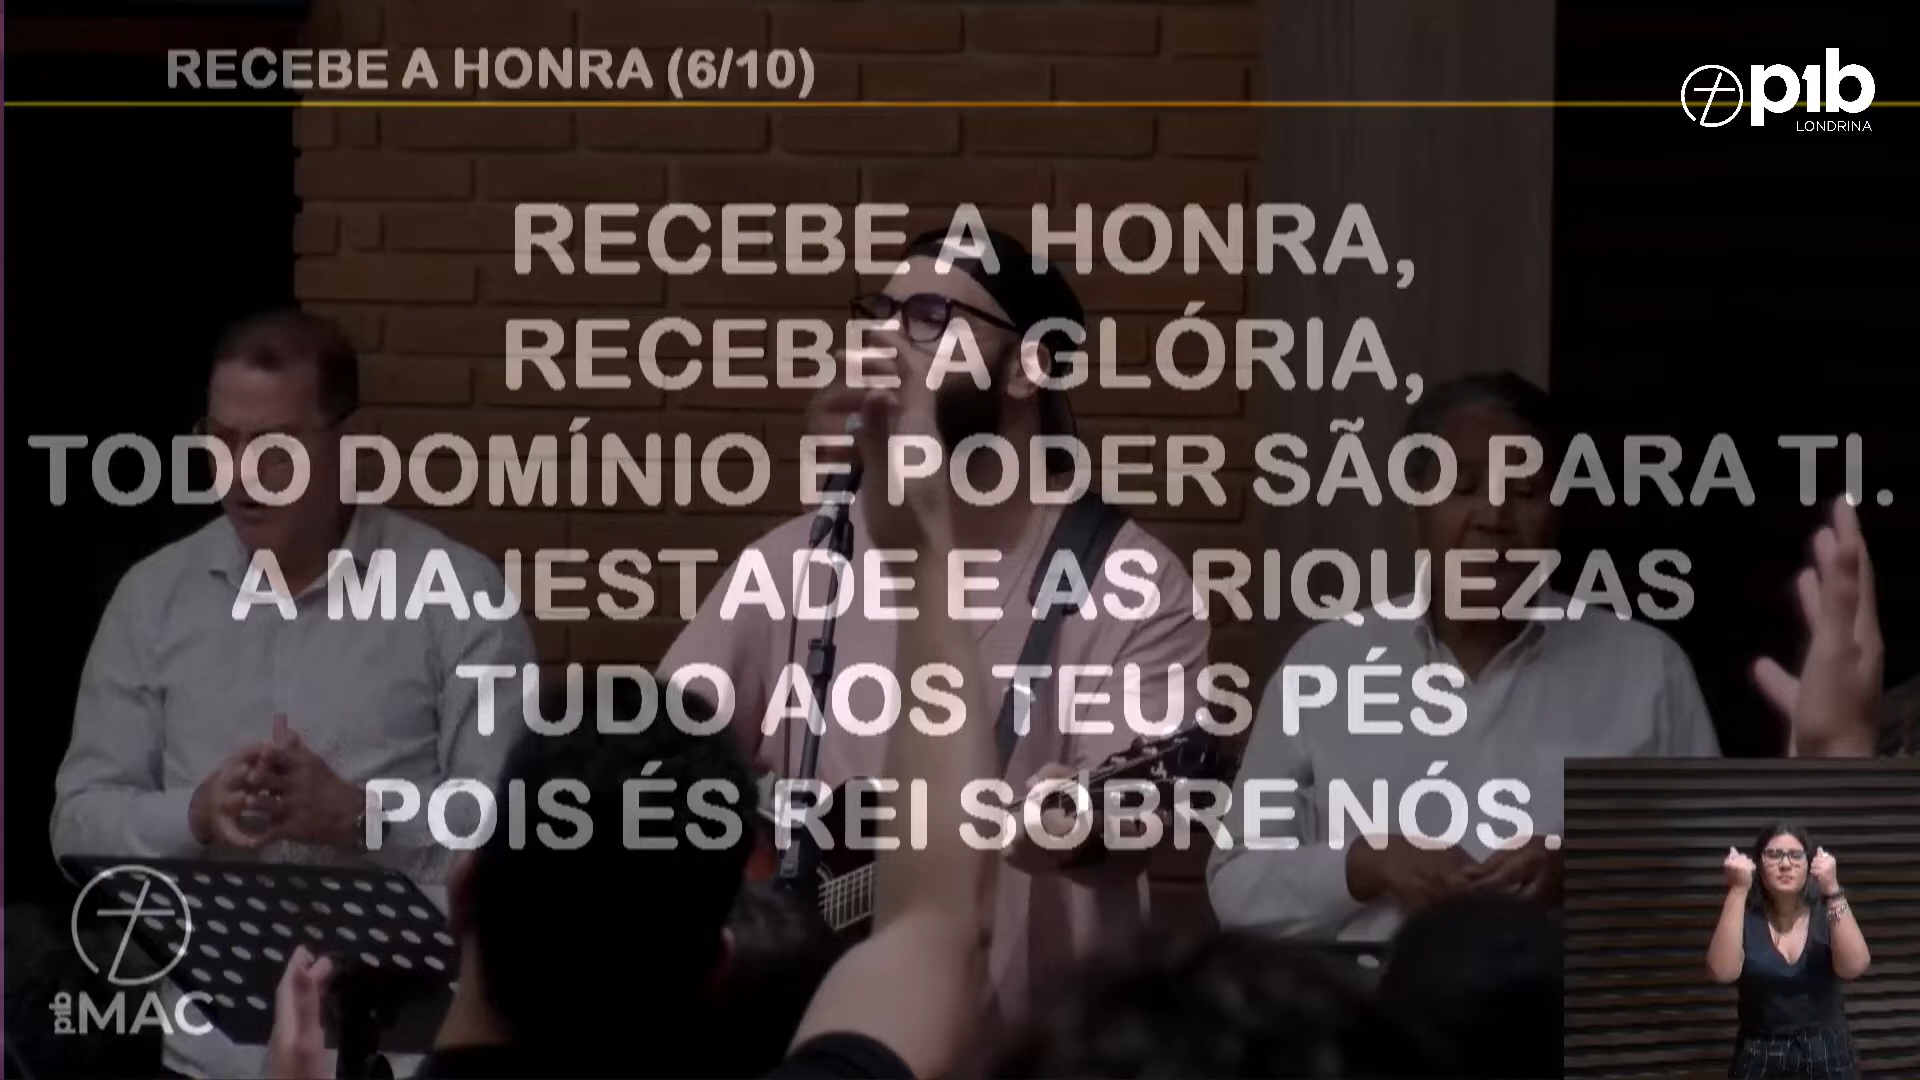 RECEBE A HONRA (6/10)
p1b
LONDRINA
RECEBE A HONRA,
RECEBE A GLÓRIA,
TODO DOMÍNIO E PODER SÃO PARA TI.
A MAJESTADE E AS RIQUEZAS
TUDO AOS TEUS PÉS
POIS ÉS REI SOBRE NÓS.
pib MAC